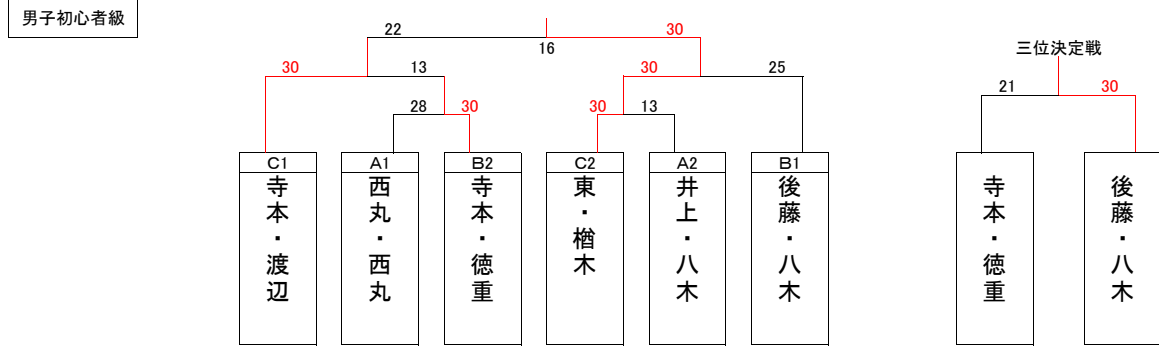 男子初心者級
22
30
16
三位決定戦
30
13
30
25
21
30
28
30
30
13
C1
A1
B2
C2
A2
B1
寺本・渡辺
西丸・西丸
寺本・徳重
東・楢木
井上・八木
後藤・八木
寺本・徳重
後藤・八木